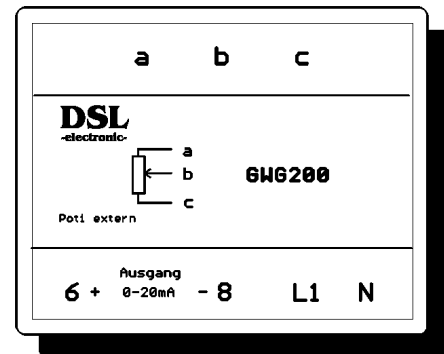 a b c
DSL
-electronic-
a
b
c
GWG200
Poti extern
Ausgang
6 + 0-20mA - 8 L1 N